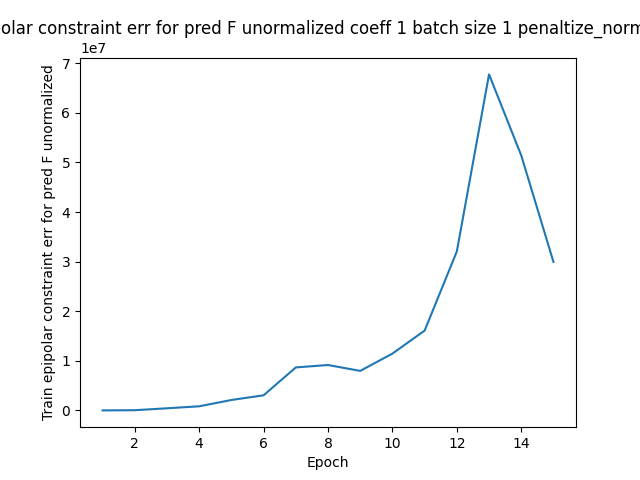 olar constraint err for pred F unormalized coeff 1 batch size 1 penaltize_norm
1e7
7
6
5
4
3
2
1
0
Train epipolar constraint err for pred F unormalized
2 4 6 8 10 12 14
Epoch